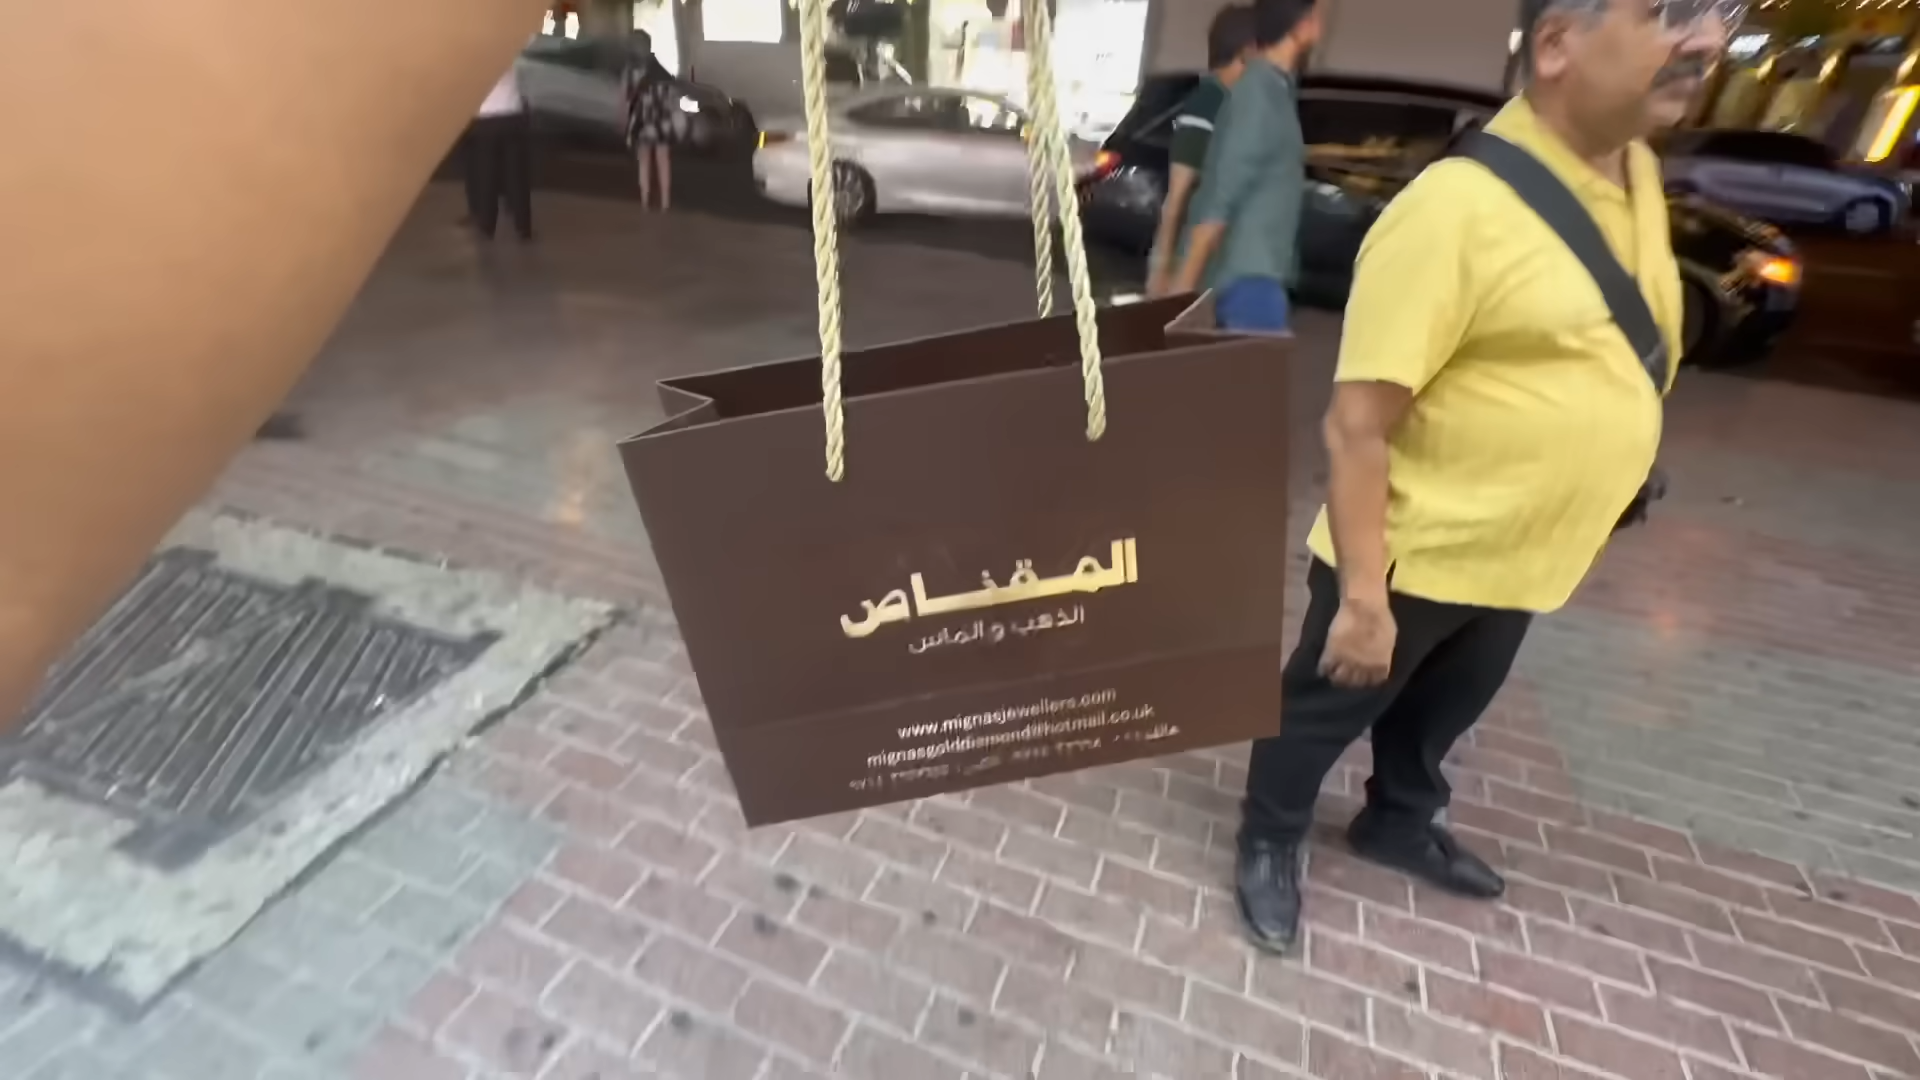 المقناص
الذهب و الماس
www.mignasjewellers.com
mignasgolddiamond@hotmail.co.uk